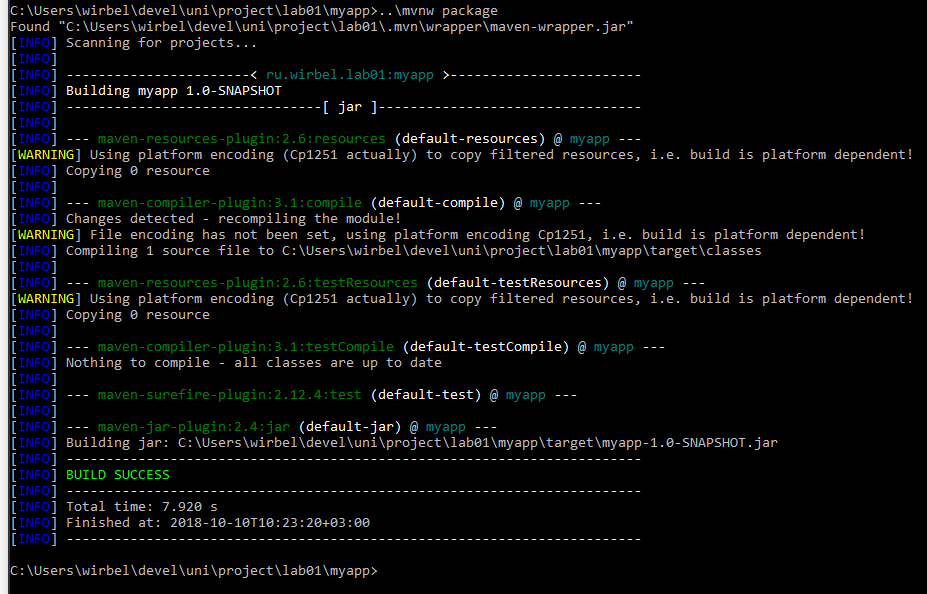 C:\Users\wirbel\devel\uni\project\lab01\myapp>..\mvnw package
Found "C:\Users\wirbel\devel\uni\project\lab01\.mvn\wrapper\maven-wrapper.jar"
[INFO] Scanning for projects...
[INFO]
[INFO] -----------------------< ru.wirbel.lab01:myapp >------------------------
[INFO] Building myapp 1.0-SNAPSHOT
[INFO] --------------------------------[ jar ]---------------------------------
[INFO]
[INFO] --- maven-resources-plugin:2.6:resources (default-resources) @ myapp ---
[WARNING] Using platform encoding (Cp1251 actually) to copy filtered resources, i.e. build is platform dependent!
[INFO] Copying 0 resource
[INFO]
[INFO] --- maven-compiler-plugin:3.1:compile (default-compile) @ myapp ---
[INFO] Changes detected - recompiling the module!
[WARNING] File encoding has not been set, using platform encoding Cp1251, i.e. build is platform dependent!
[INFO] Compiling 1 source file to C:\Users\wirbel\devel\uni\project\lab01\myapp\target\classes
[INFO]
[INFO] --- maven-resources-plugin:2.6:testResources (default-testResources) @ myapp ---
[WARNING] Using platform encoding (Cp1251 actually) to copy filtered resources, i.e. build is platform dependent!
[INFO] Copying 0 resource
[INFO]
[INFO] --- maven-compiler-plugin:3.1:testCompile (default-testCompile) @ myapp ---
[INFO] Nothing to compile - all classes are up to date
[INFO]
[INFO] --- maven-surefire-plugin:2.12.4:test (default-test) @ myapp ---
[INFO]
[INFO] --- maven-jar-plugin:2.4:jar (default-jar) @ myapp ---
[INFO] Building jar: C:\Users\wirbel\devel\uni\project\lab01\myapp\target\myapp-1.0-SNAPSHOT.jar
[INFO] ------------------------------------------------------------------------
[INFO] BUILD SUCCESS
[INFO] ------------------------------------------------------------------------
[INFO] Total time: 7.920 s
[INFO] Finished at: 2018-10-10T10:23:20+03:00
[INFO] ------------------------------------------------------------------------
C:\Users\wirbel\devel\uni\project\lab01\myapp>